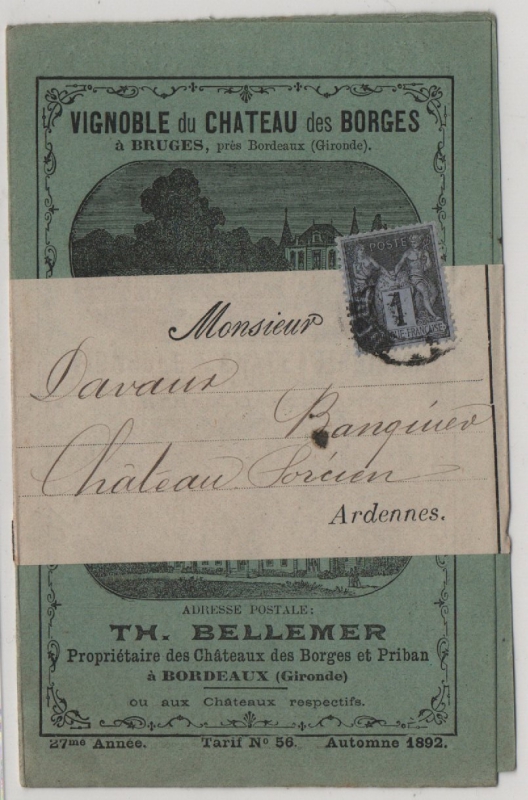 VIGNOBLE du CHATEAU des BORGES
à BRUGES, près Bordeaux (Gironde).
POSTE
1
Monsieur
Davaux
Banquier
Château Porcien
Ardennes.
ADRESSE POSTALE;
TH. BELLEMER
Propriétaire des Châteaux des Borges et Priban
à BORDEAUX (Gironde)
ou aux Châteaux respectifs.
27me Année. Tarif No 56. Automne 1892.